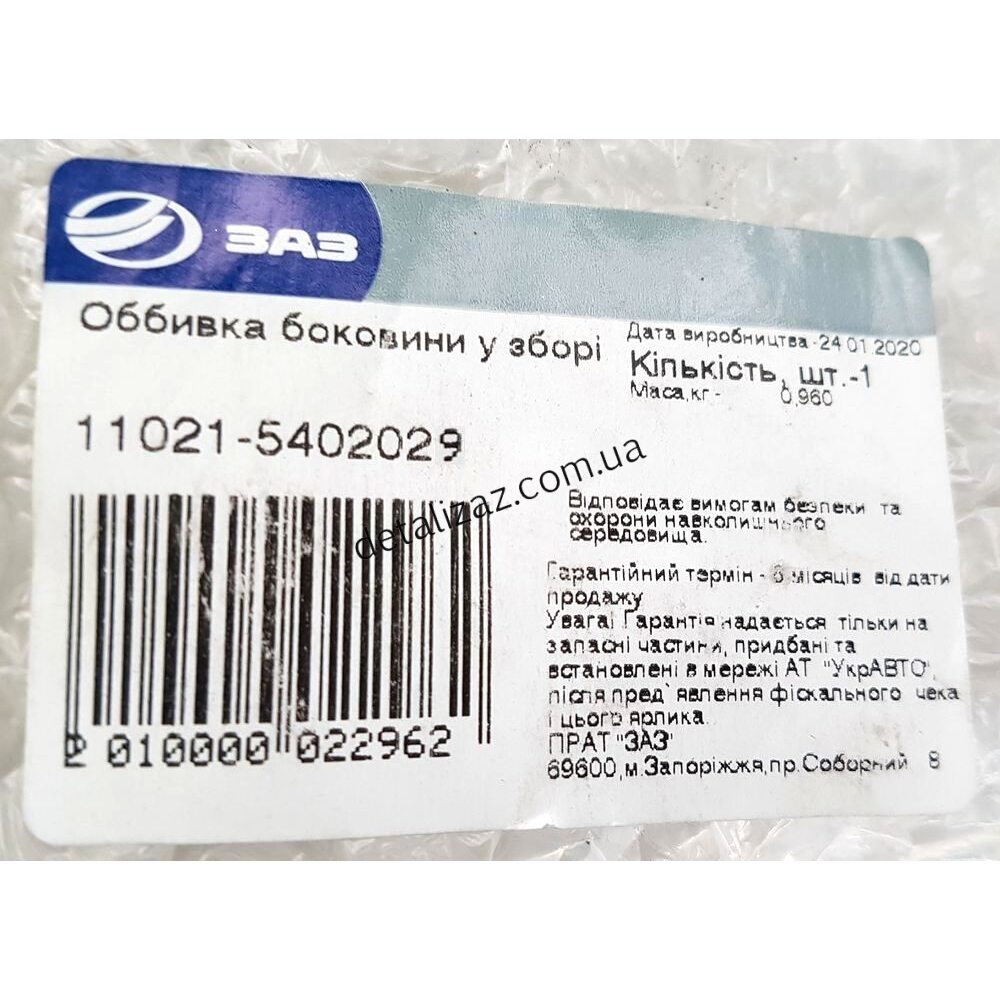 ЗАЗ
Оббивка боковини у зборі
Дата виробництва -24 01.2020
Кількість, шт.-1
Маса,кг - 0,960
11021-5402029
detalizaz.com.ua
Відповідає вимогам безпеки та
охорони навколишнього
середовища.
Гарантійний термін - місяців від дати
продажу
Увага! Гарантія надається тільки на
запасні частини, придбані та
встановлені в мережі АТ "УкрАВТО",
після пред`явлення фіскального чека
і цього ярлика.
ПРАТ "ЗАЗ"
69600,м.Запоріжжя,пр.Соборний 8
010000 022962